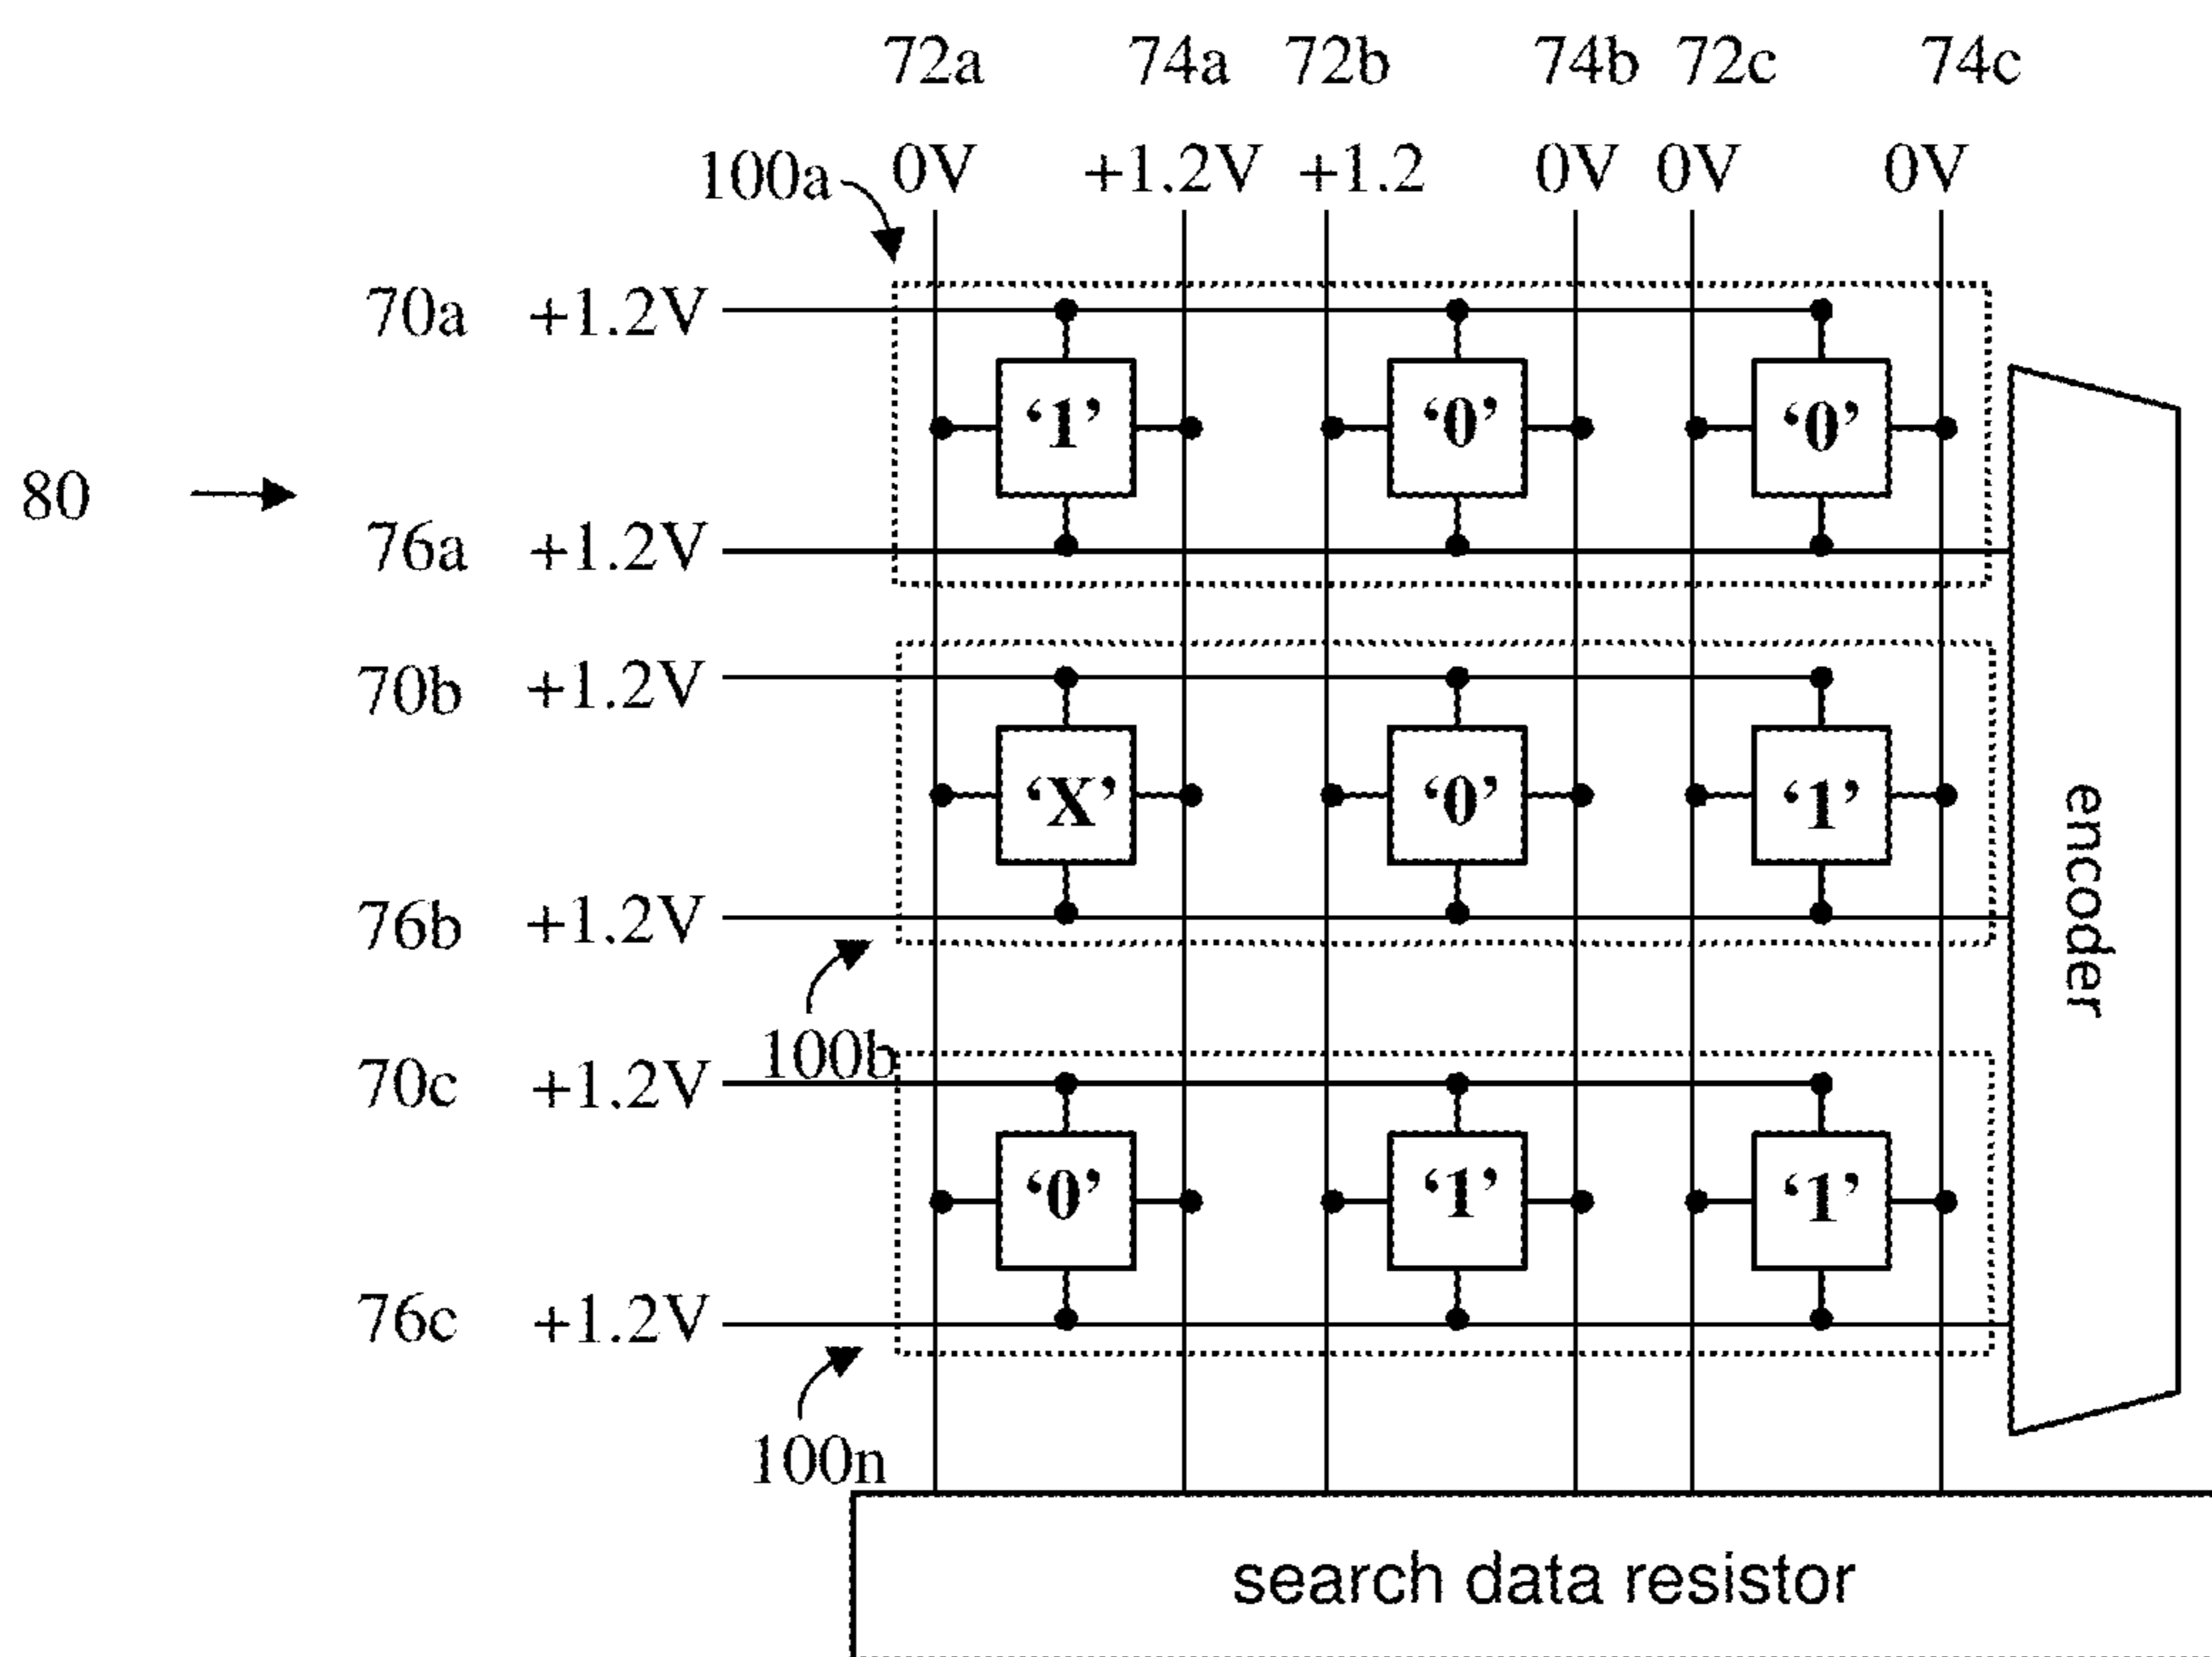 72a 74a 72b 74b 72c 74c
100a 0V +1.2V +1.2 0V 0V 0V
70a +1.2V
‘1’ ‘0’ ‘0’
80
76a +1.2V
70b +1.2V
‘X’ ‘0’ ‘1’
encoder
76b +1.2V
100b
70c +1.2V
‘0’ ‘1’ ‘1’
76c +1.2V
100n
search data resistor